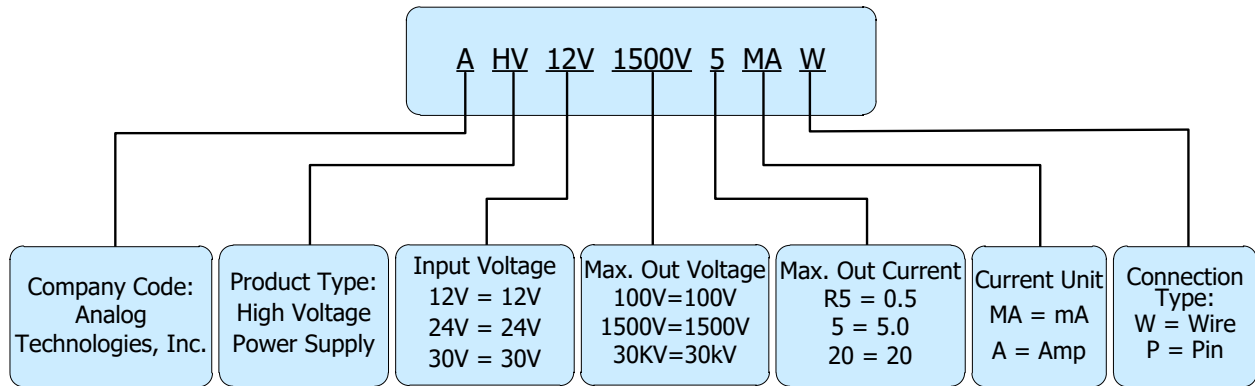 A HV 12V 1500V 5 MA W
Company Code:
Analog
Technologies, Inc.
Product Type:
High Voltage
Power Supply
Input Voltage
12V = 12V
24V = 24V
30V = 30V
Max. Out Voltage
100V=100V
1500V=1500V
30KV=30kV
Max. Out Current
R5 = 0.5
5 = 5.0
20 = 20
Current Unit
MA = mA
A = Amp
Connection
Type:
W = Wire
P = Pin